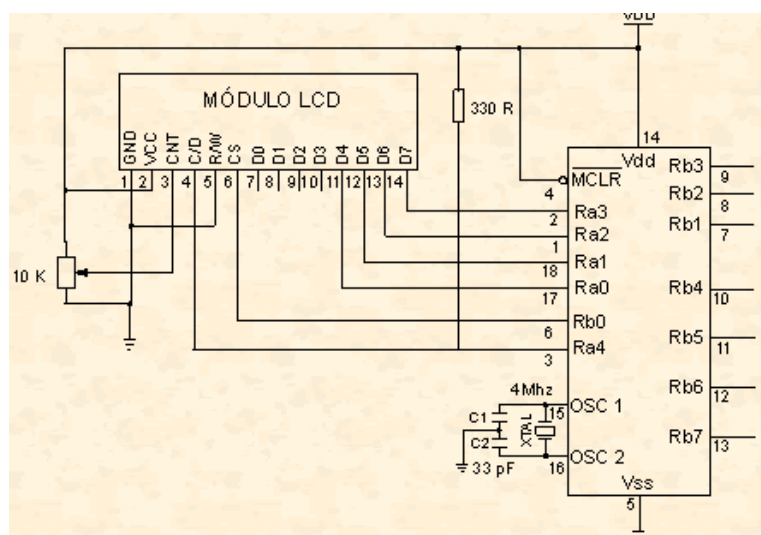 VDD
MÓDULO LCD
GND VCC CNT C/D R/W CS D0 D1 D2 D3 D4 D5 D6 D7
1 2 3 4 5 6 7 8 9 10 11 12 13 14
330 R
10 K
14
Vdd
MCLR
4
Ra3
2
Ra2
1
Ra1
18
Ra0
17
Rb0
6
Ra4
3
4Mhz
OSC 1
15
C1
XTAL
C2
33 pF
OSC 2
16
Vss
5
Rb3
9
Rb2
8
Rb1
7
Rb4
10
Rb5
11
Rb6
12
Rb7
13